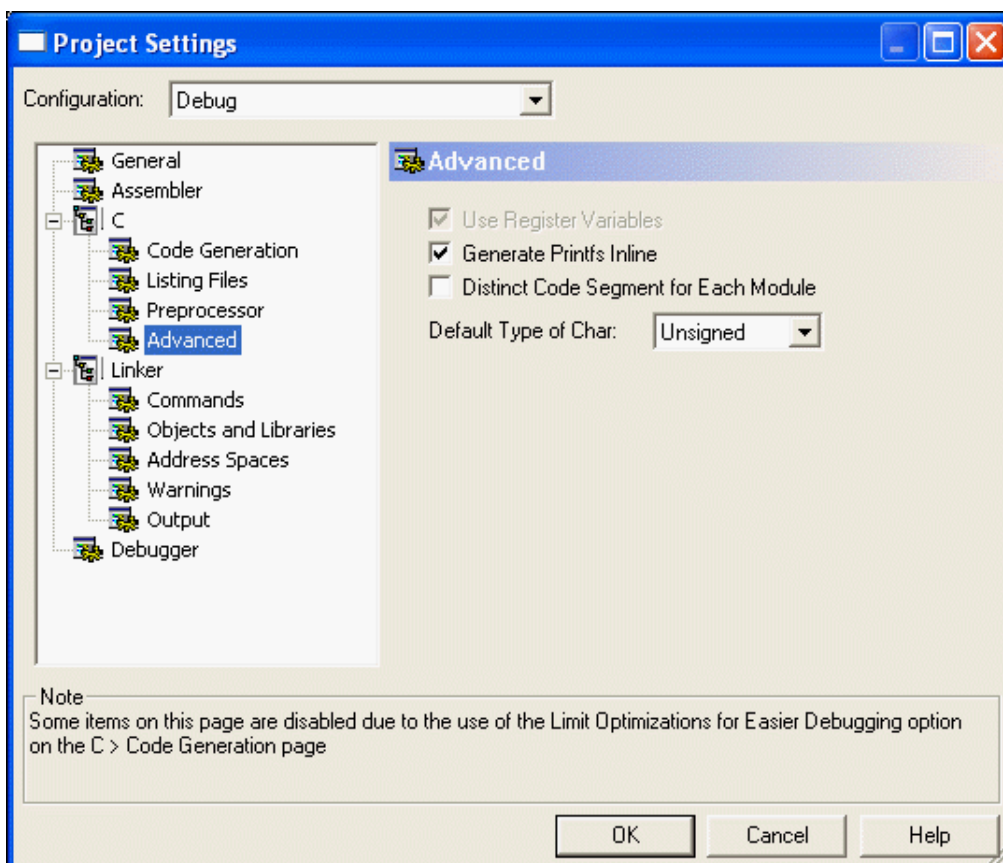 Project Settings
Configuration: Debug
General
Assembler
C
Code Generation
Listing Files
Preprocessor
Advanced
Linker
Commands
Objects and Libraries
Address Spaces
Warnings
Output
Debugger
Advanced
Use Register Variables
Generate Printfs Inline
Distinct Code Segment for Each Module
Default Type of Char: Unsigned
Note
Some items on this page are disabled due to the use of the Limit Optimizations for Easier Debugging option
on the C > Code Generation page
OK Cancel Help